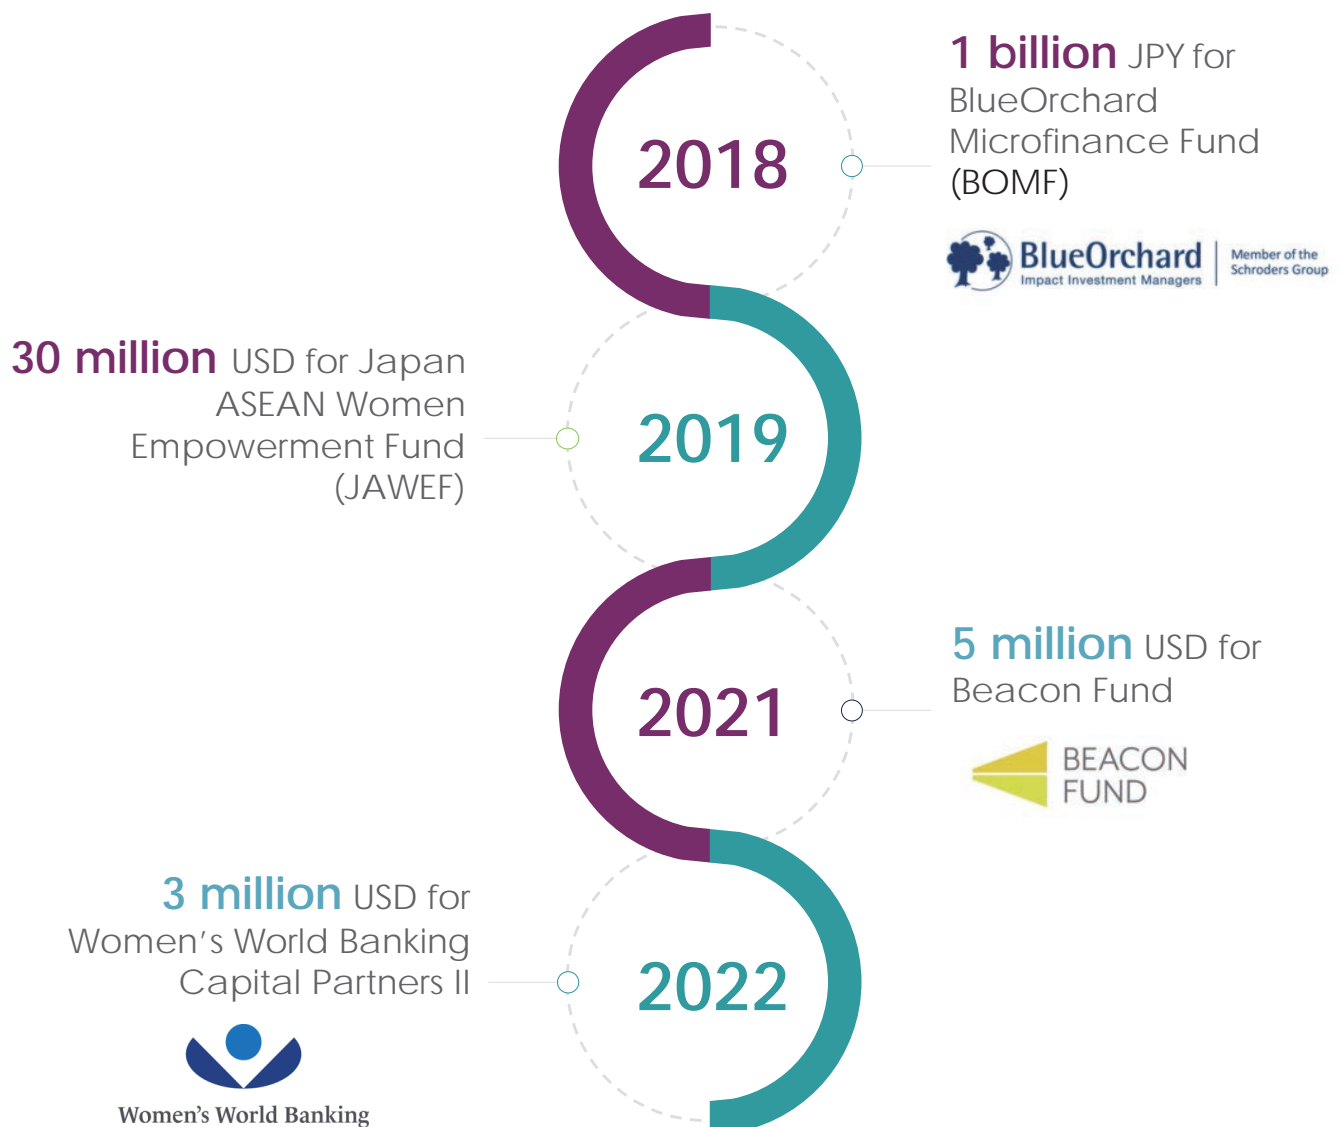 2018
1 billion JPY for
BlueOrchard
Microfinance Fund
(BOMF)
BlueOrchard
Impact Investment Managers
Member of the
Schroders Group
30 million USD for Japan
ASEAN Women
Empowerment Fund
(JAWEF)
2019
2021
5 million USD for
Beacon Fund
BEACON
FUND
3 million USD for
Women's World Banking
Capital Partners II
Women's World Banking
2022